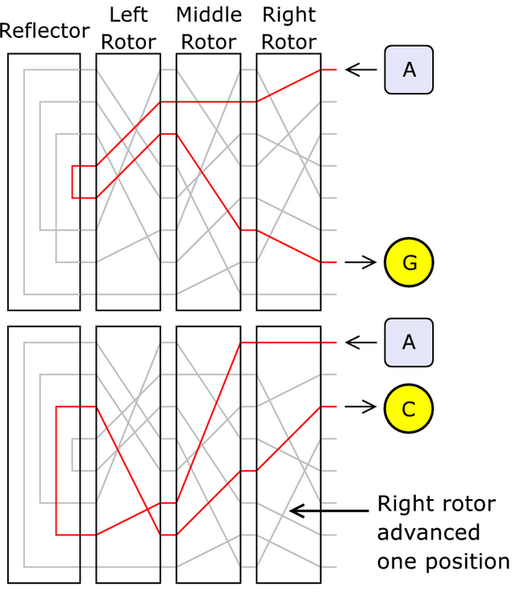 Reflector
Left
Rotor
Middle
Rotor
Right
Rotor
A
G
A
C
Right rotor
advanced
one position